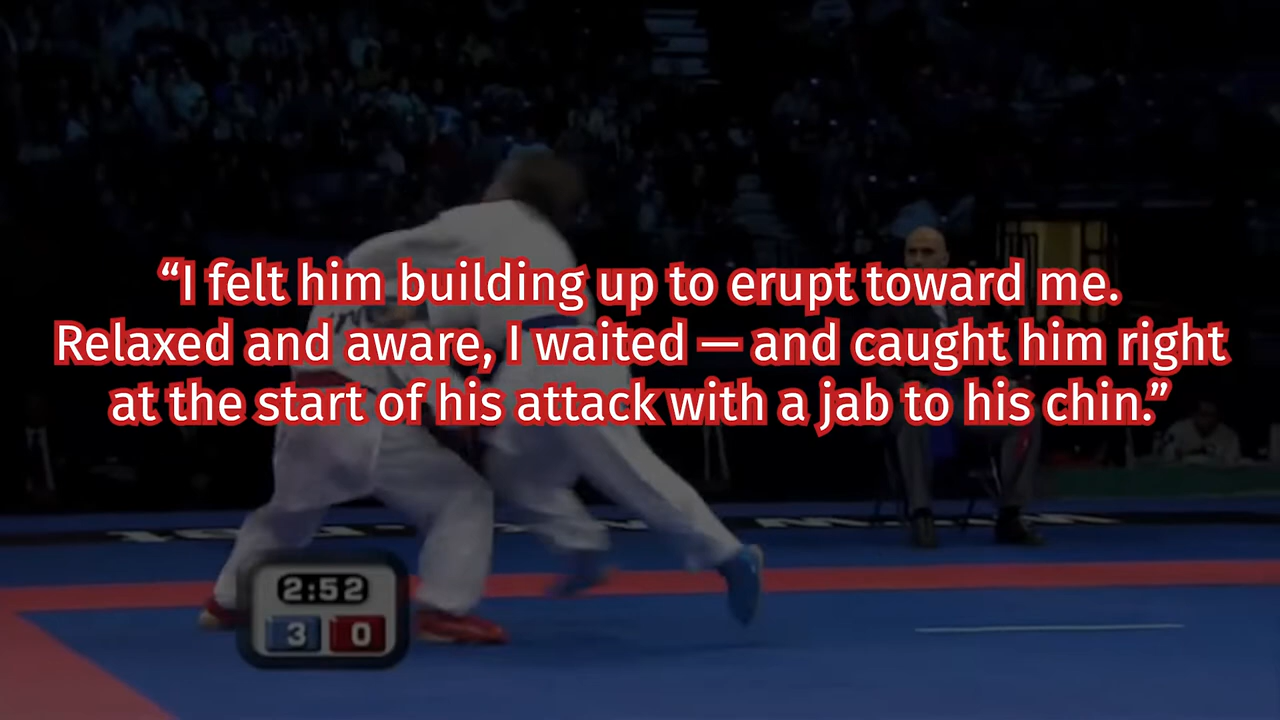 “I felt him building up to erupt toward me.
Relaxed and aware, I waited — and caught him right
at the start of his attack with a jab to his chin.”
2:52
3 0